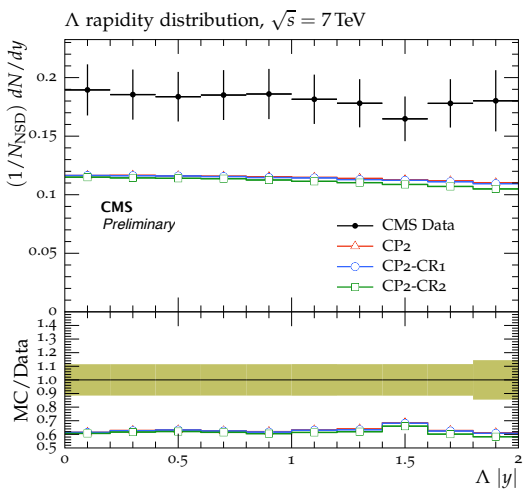 Λ rapidity distribution, √s = 7 TeV
(1/N_NSD) dN/dy
0.2
0.15
0.1
0.05
0
CMS
Preliminary
CMS Data
CP2
CP2-CR1
CP2-CR2
MC/Data
1.4
1.3
1.2
1.1
1.0
0.9
0.8
0.7
0.6
0.5
0 0.5 1 1.5 2
Λ |y|